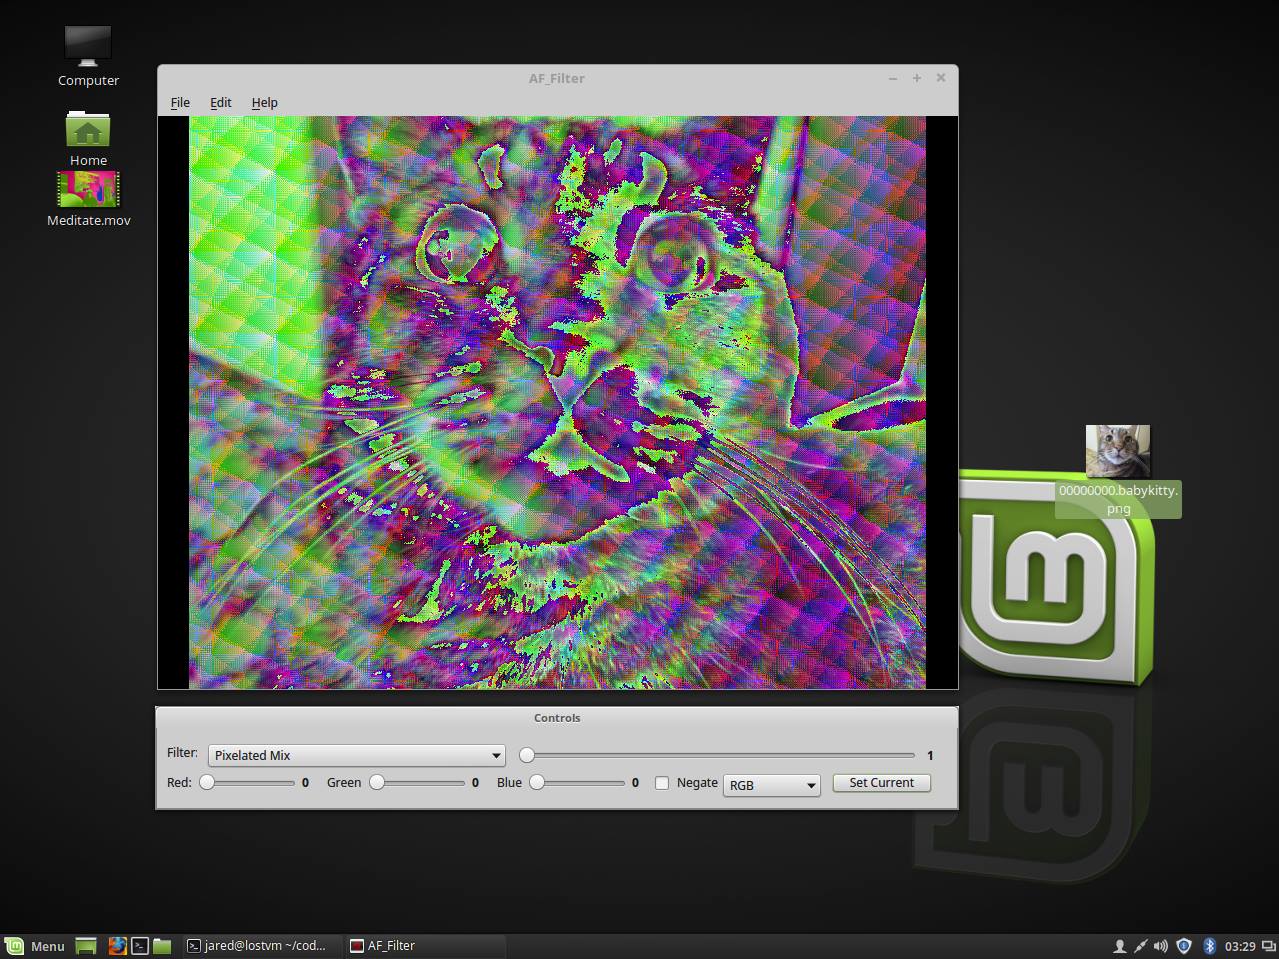 Computer
Home
Meditate.mov
AF_Filter
File Edit Help
00000000.babykitty.
png
Controls
Filter: Pixelated Mix 1
Red: 0 Green 0 Blue 0 Negate RGB Set Current
Menu jared@lostvm ~/cod... AF_Filter 03:29